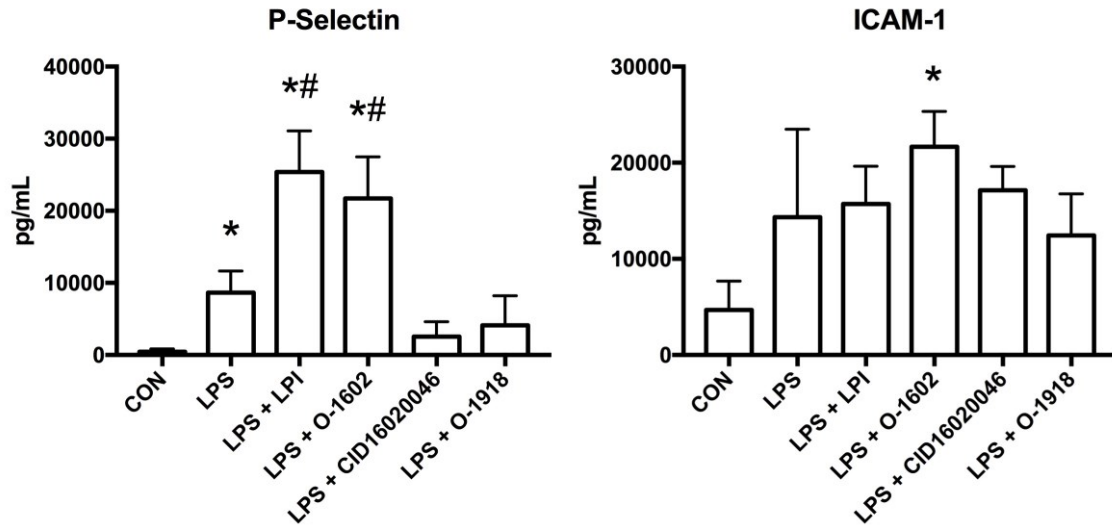 P-Selectin
pg/mL
40000
30000
20000
10000
0
*
*#
*#
CON
LPS
LPS + LPI
LPS + O-1602
LPS + CID16020046
LPS + O-1918
ICAM-1
pg/mL
30000
20000
10000
0
*
CON
LPS
LPS + LPI
LPS + O-1602
LPS + CID16020046
LPS + O-1918